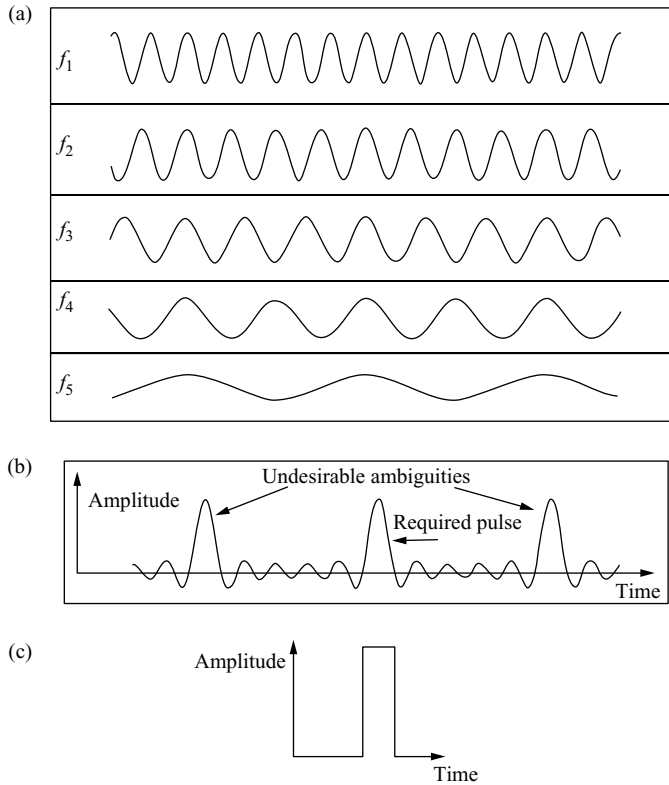 (a)
f1
f2
f3
f4
f5
(b)
Undesirable ambiguities
Amplitude
Required pulse
Time
(c)
Amplitude
Time